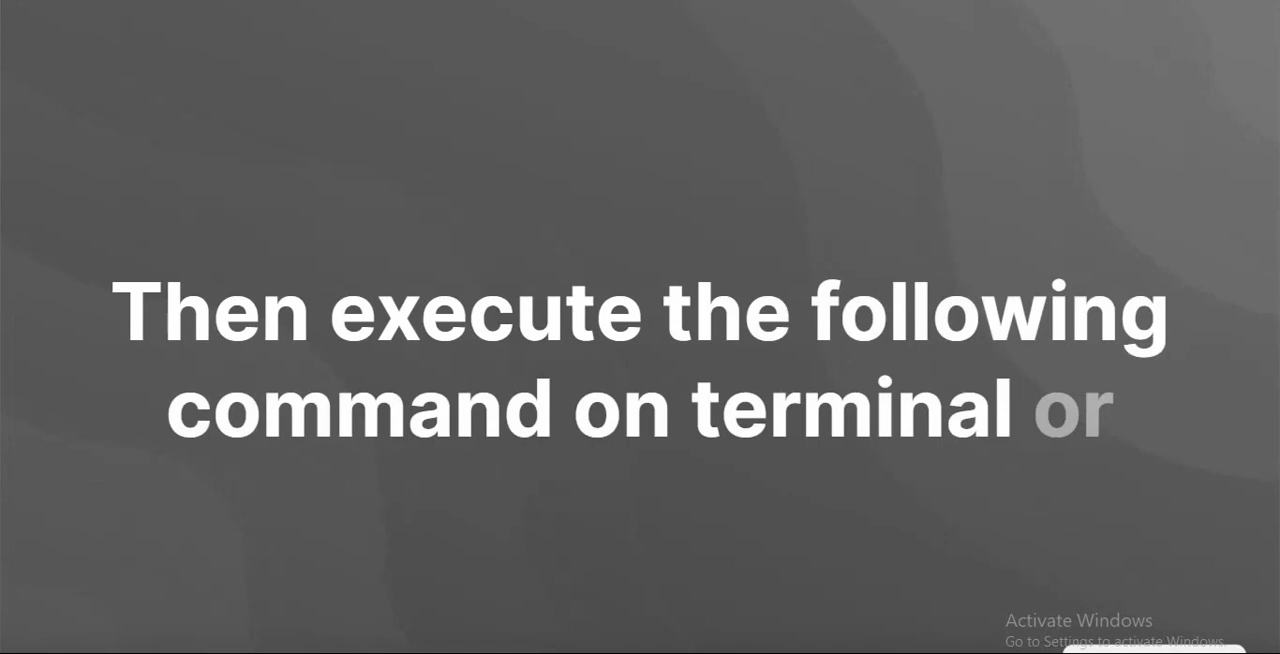 Then execute the following
command on terminal or
Activate Windows
Go to Settings to activate Windows.